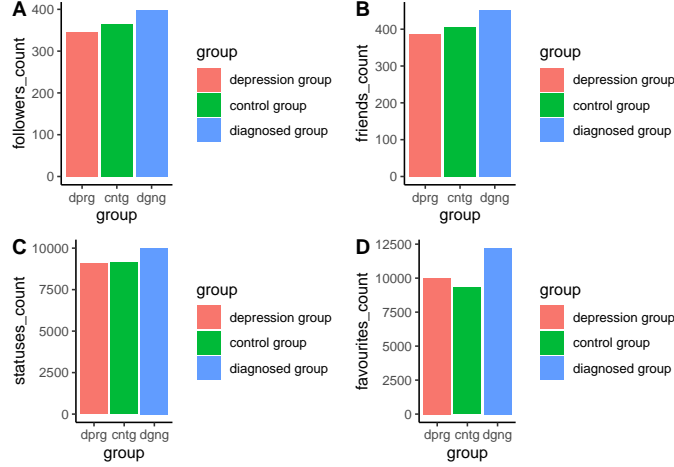 A
followers_count
400
300
200
100
0
dprg cntg dgng
group
group
depression group
control group
diagnosed group
B
friends_count
400
300
200
100
0
dprg cntg dgng
group
group
depression group
control group
diagnosed group
C
statuses_count
10000
7500
5000
2500
0
dprg cntg dgng
group
group
depression group
control group
diagnosed group
D
favourites_count
12500
10000
7500
5000
2500
0
dprg cntg dgng
group
group
depression group
control group
diagnosed group